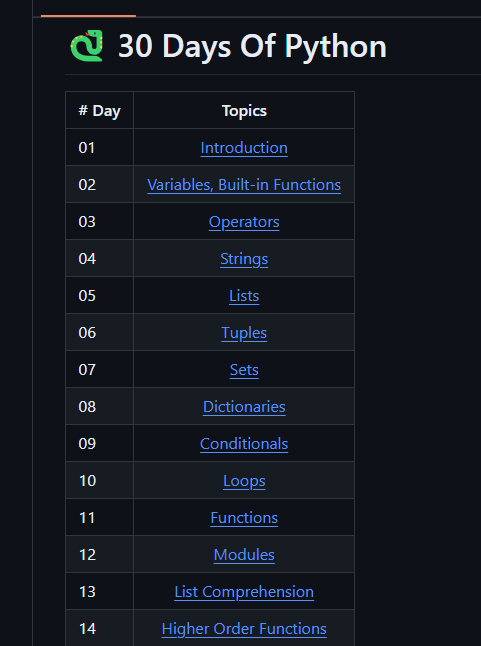 30 Days Of Python
# Day Topics
01 Introduction
02 Variables, Built-in Functions
03 Operators
04 Strings
05 Lists
06 Tuples
07 Sets
08 Dictionaries
09 Conditionals
10 Loops
11 Functions
12 Modules
13 List Comprehension
14 Higher Order Functions